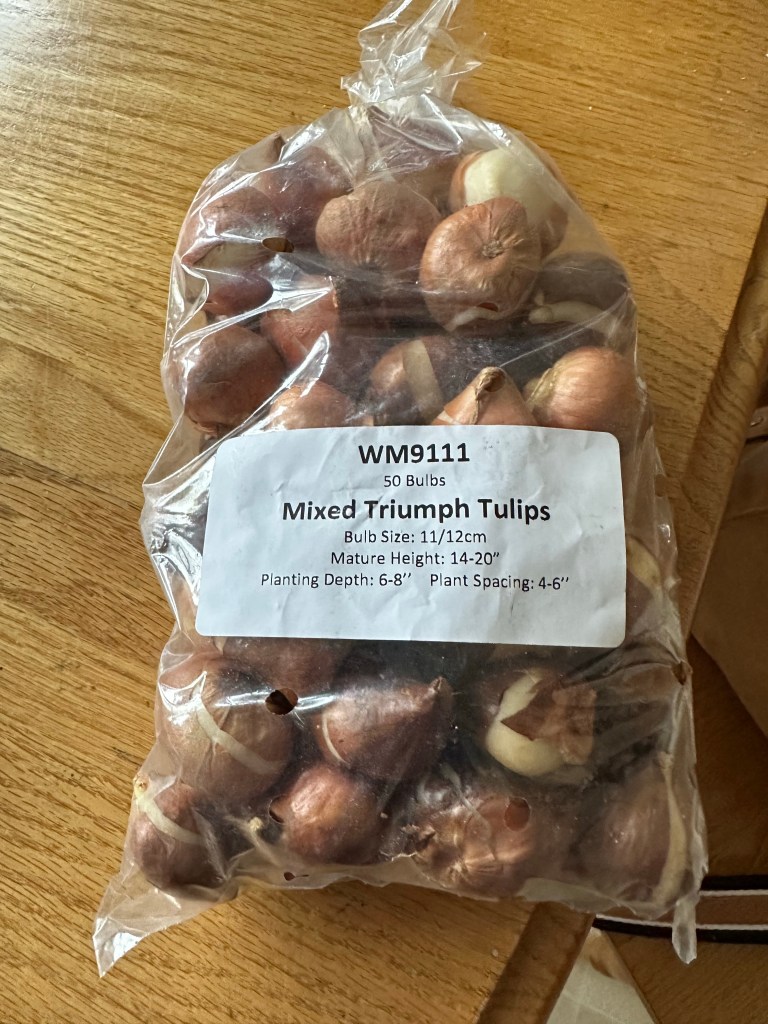 WM9111
50 Bulbs
Mixed Triumph Tulips
Bulb Size: 11/12cm
Mature Height: 14-20”
Planting Depth: 6-8’’ Plant Spacing: 4-6’’